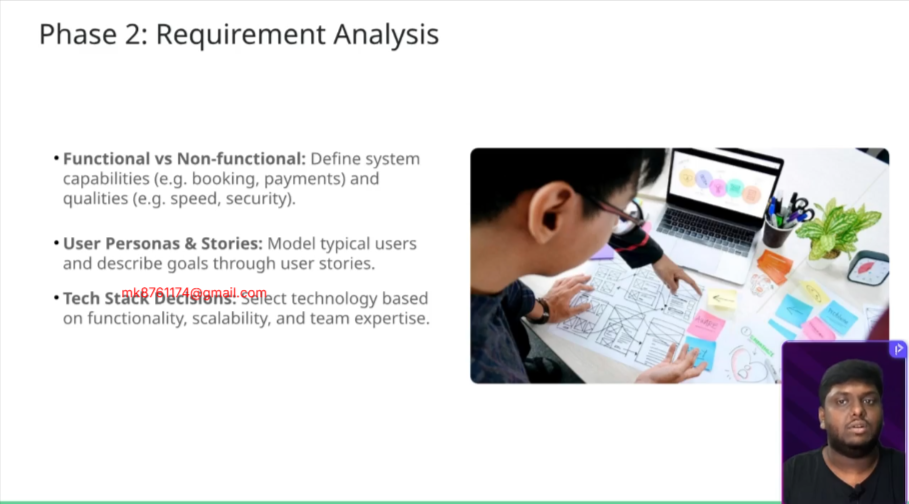 Phase 2: Requirement Analysis
• Functional vs Non-functional: Define system
capabilities (e.g. booking, payments) and
qualities (e.g. speed, security).
• User Personas & Stories: Model typical users
and describe goals through user stories.
mk8761174@gmail.com
• Tech Stack Decisions: Select technology based
on functionality, scalability, and team expertise.